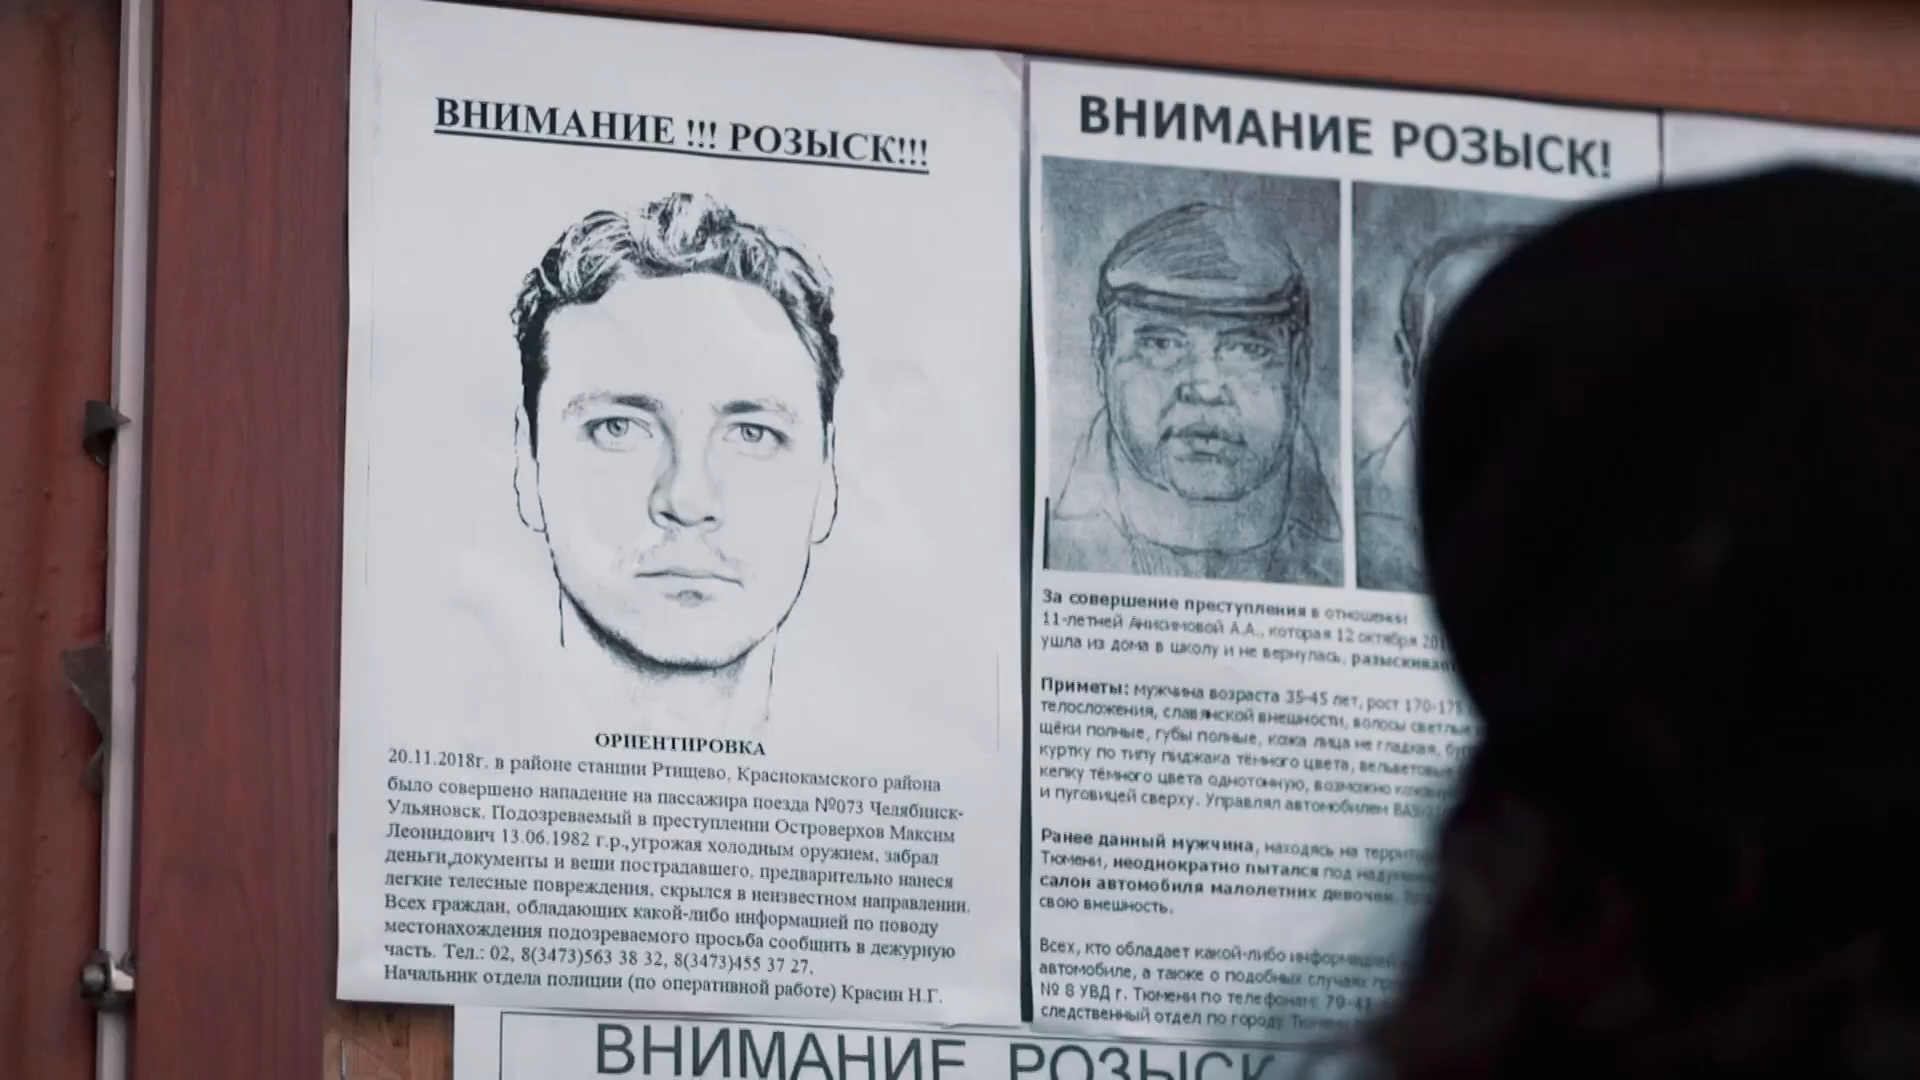 ВНИМАНИЕ !!! РОЗЫСК!!!
ОРИЕНТИРОВКА
20.11.2018г. в районе станции Ртищево, Краснокамского района
было совершено нападение на пассажира поезда №073 Челябинск-
Ульяновск. Подозреваемый в преступлении Островерхов Максим
Леонидович 13.06.1982 г.р.,угрожая холодным оружием, забрал
деньги,документы и вещи пострадавшего, предварительно нанеся
легкие телесные повреждения, скрылся в неизвестном направлении.
Всех граждан, обладающих какой-либо информацией по поводу
местонахождения подозреваемого просьба сообщить в дежурную
часть. Тел.: 02, 8(3473)563 38 32, 8(3473)455 37 27,
Начальник отдела полиции (по оперативной работе) Красин Н.Г.
ВНИМАНИЕ РОЗЫСК!
За совершение преступления в отношении
11-летней Анисимовой А.А., которая 12 октября
ушла из дома в школу и не вернулась,
Приметы: мужчина возраста 35-45 лет, рост 170-175
телосложения, славянской внешности, волосы светлые
щёки полные, губы полные, кожа лица не гладкая,
куртку по типу пиджака тёмного цвета, вельветовые
кепку тёмного цвета однотонную, возможно
и пуговицей сверху. Управлял автомобилем
Ранее данный мужчина, находясь на
Тюмени, неоднократно пытался под
салон автомобиля малолетних девочек.
свою внешность.
Всех, кто обладает какой-либо информацией
автомобиле, а также о подобных случаях
№ 8 УВД г. Тюмени по телефонам:
следственный отдел по городу
ВНИМАНИЕ РОЗЫСК